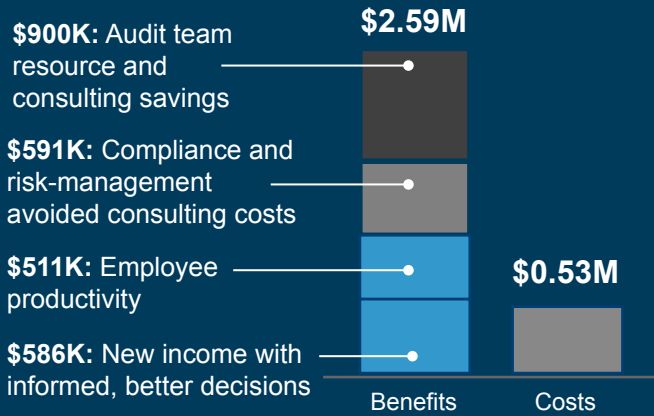 $900K: Audit team
resource and
consulting savings
$591K: Compliance and
risk-management
avoided consulting costs
$511K: Employee
productivity
$586K: New income with
informed, better decisions
$2.59M
$0.53M
Benefits
Costs